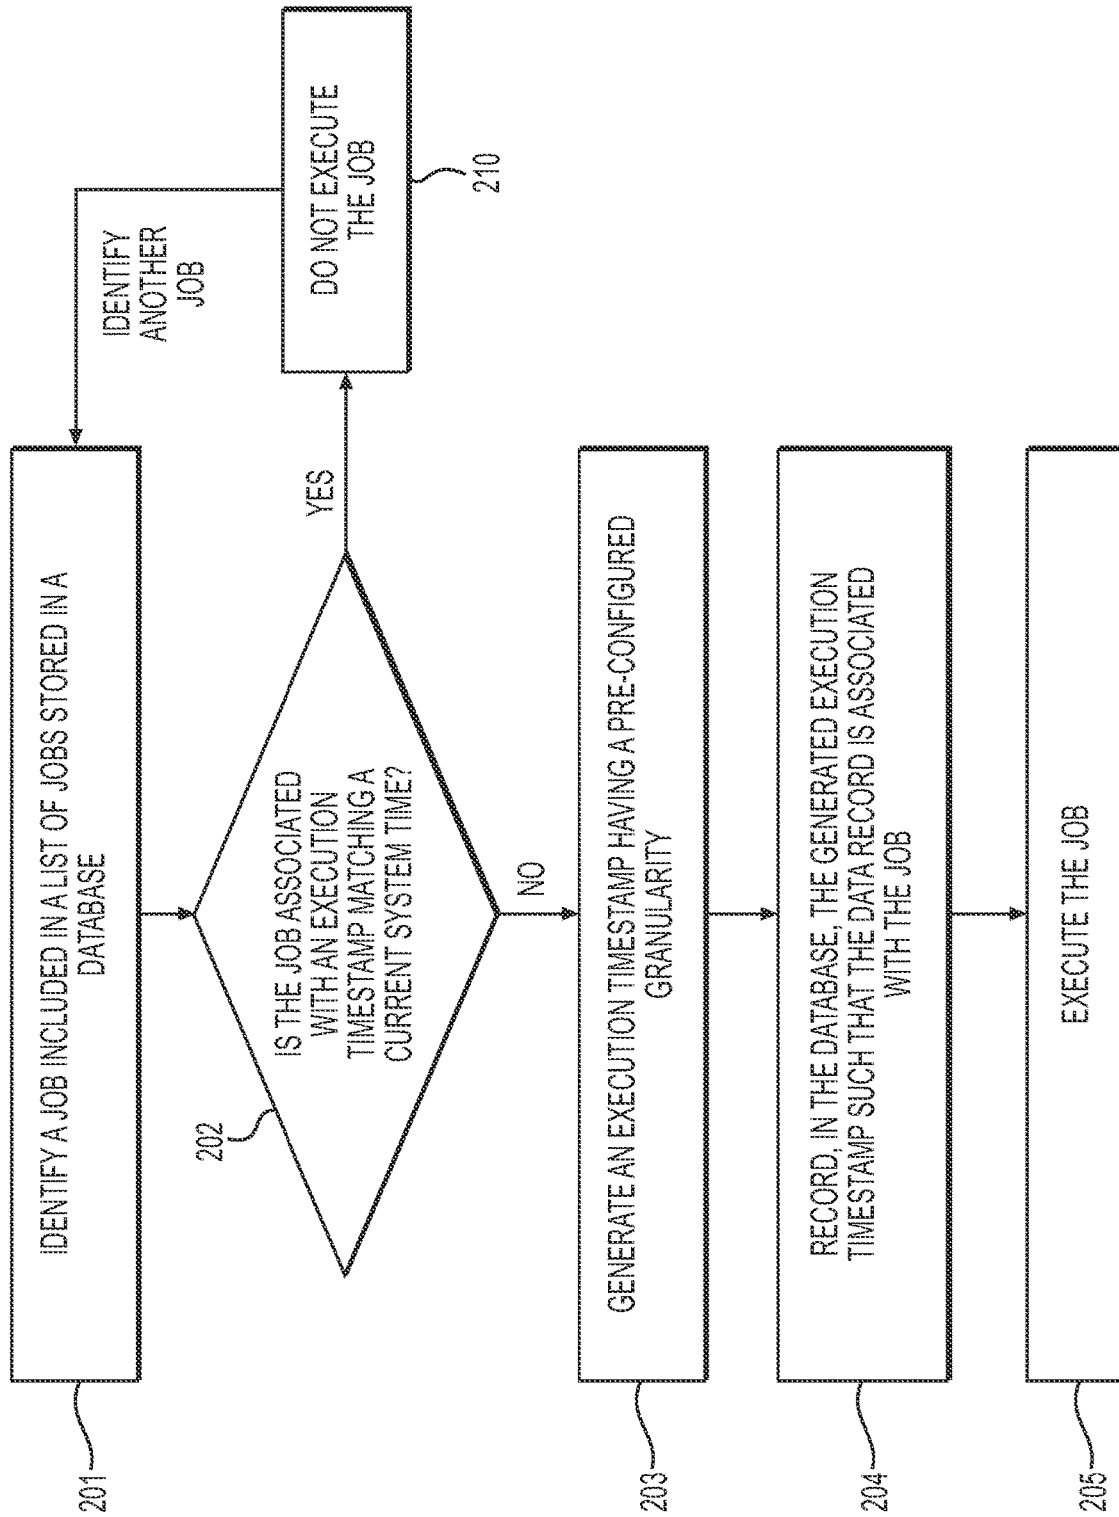 201
IDENTIFY A JOB INCLUDED IN A LIST OF JOBS STORED IN A
DATABASE
IDENTIFY
ANOTHER
JOB
202
IS THE JOB ASSOCIATED
WITH AN EXECUTION
TIMESTAMP MATCHING A
CURRENT SYSTEM TIME?
YES
DO NOT EXECUTE
THE JOB
210
NO
203
GENERATE AN EXECUTION TIMESTAMP HAVING A PRE-CONFIGURED
GRANULARITY
204
RECORD, IN THE DATABASE, THE GENERATED EXECUTION
TIMESTAMP SUCH THAT THE DATA RECORD IS ASSOCIATED
WITH THE JOB
205
EXECUTE THE JOB